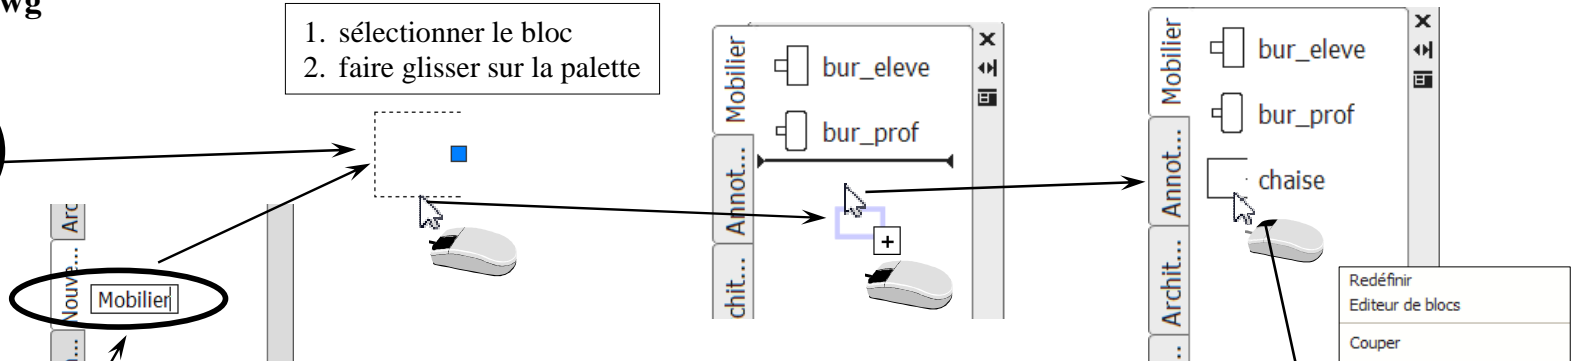 wg
1. sélectionner le bloc
2. faire glisser sur la palette
Arc
Nouve...
Mobilier
Mobilier
Annot...
chit...
bur_eleve
bur_prof
Mobilier
Annot...
Archit...
bur_eleve
bur_prof
chaise
Redéfinir
Editeur de blocs
Couper